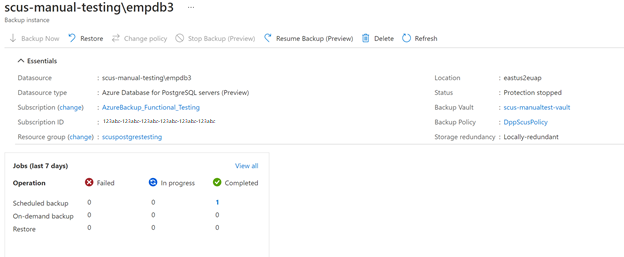 scus-manual-testing\empdb3 ...
Backup instance
Backup Now Restore Change policy Stop Backup (Preview) Resume Backup (Preview) Delete Refresh
Essentials
Datasource : scus-manual-testing\empdb3 Location : eastus2euap
Datasource type : Azure Database for PostgreSQL servers (Preview) Status : Protection stopped
Subscription (change) : AzureBackup_Functional_Testing Backup Vault : scus-manualtest-vault
Subscription ID : 123abc-123abc-123abc-123abc-123abc-123abc Backup Policy : DppScusPolicy
Resource group (change) : scuspostgrestesting Storage redundancy : Locally-redundant
Jobs (last 7 days) View all
Operation Failed In progress Completed
Scheduled backup 0 0 1
On-demand backup 0 0 0
Restore 0 0 0